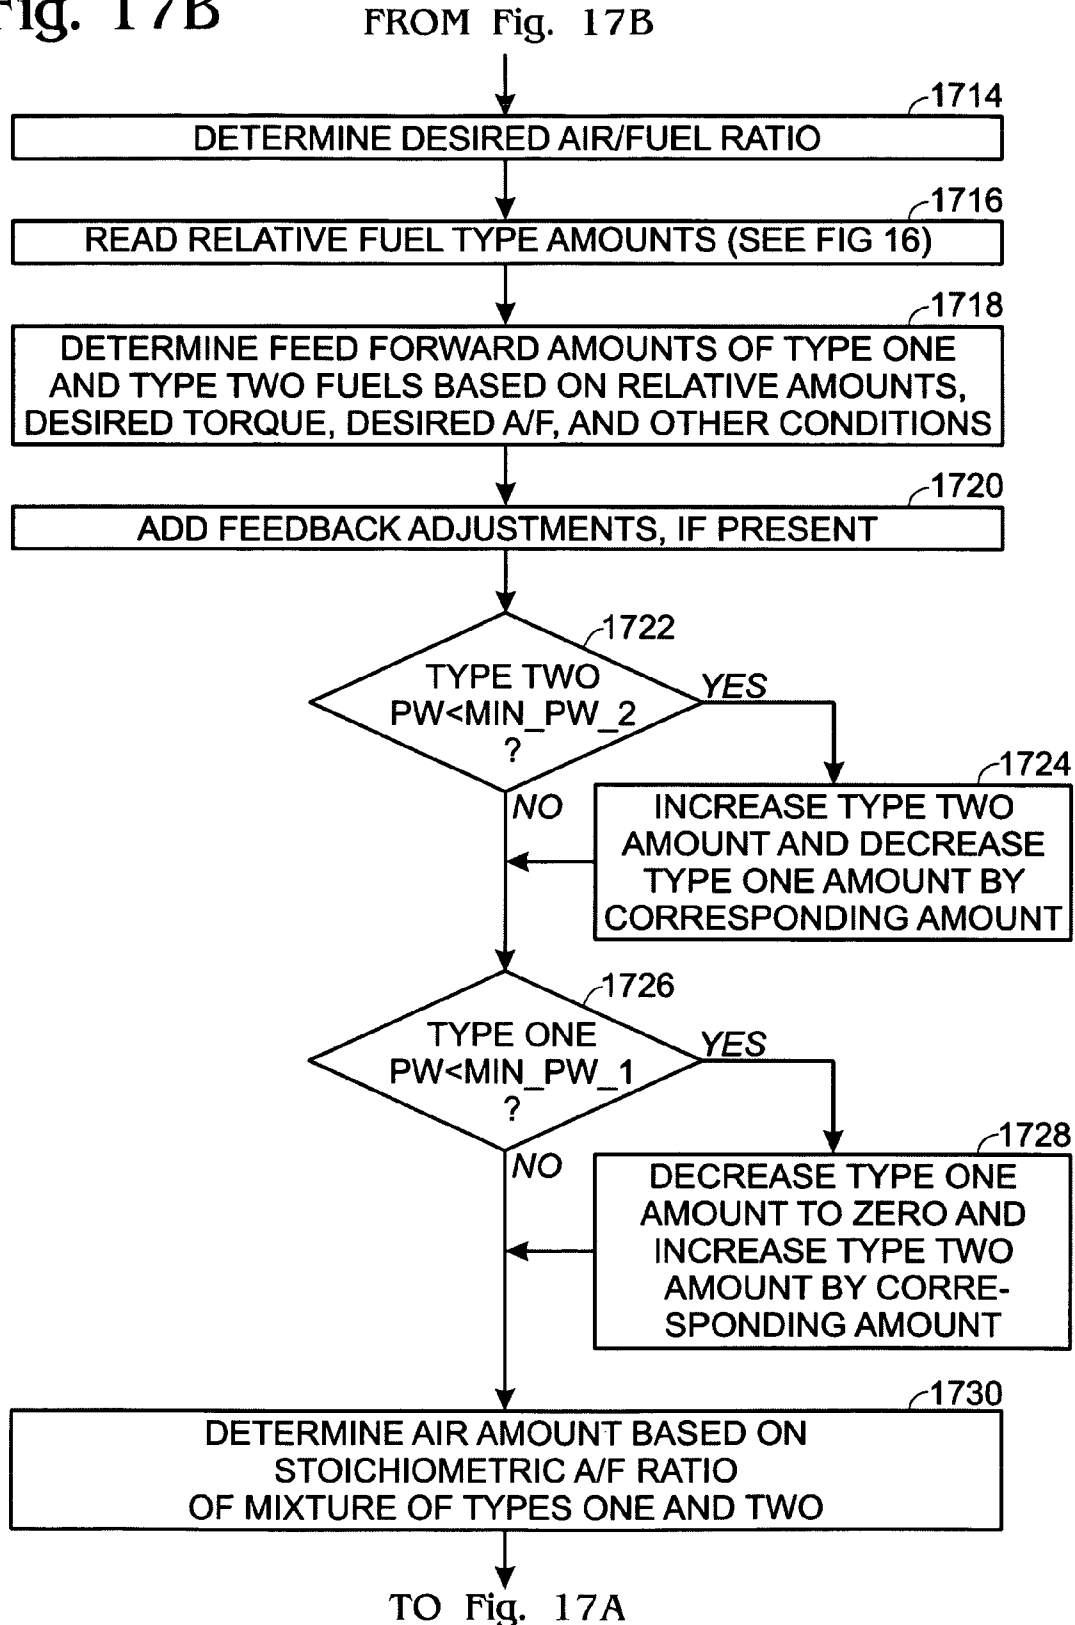 Fig. 17B
FROM Fig. 17B
1714
DETERMINE DESIRED AIR/FUEL RATIO
1716
READ RELATIVE FUEL TYPE AMOUNTS (SEE FIG 16)
1718
DETERMINE FEED FORWARD AMOUNTS OF TYPE ONE
AND TYPE TWO FUELS BASED ON RELATIVE AMOUNTS,
DESIRED TORQUE, DESIRED A/F, AND OTHER CONDITIONS
1720
ADD FEEDBACK ADJUSTMENTS, IF PRESENT
1722
TYPE TWO
PW<MIN_PW_2
?
YES
NO
1724
INCREASE TYPE TWO
AMOUNT AND DECREASE
TYPE ONE AMOUNT BY
CORRESPONDING AMOUNT
1726
TYPE ONE
PW<MIN_PW_1
?
YES
NO
1728
DECREASE TYPE ONE
AMOUNT TO ZERO AND
INCREASE TYPE TWO
AMOUNT BY CORRE-
SPONDING AMOUNT
1730
DETERMINE AIR AMOUNT BASED ON
STOICHIOMETRIC A/F RATIO
OF MIXTURE OF TYPES ONE AND TWO
TO Fig. 17A